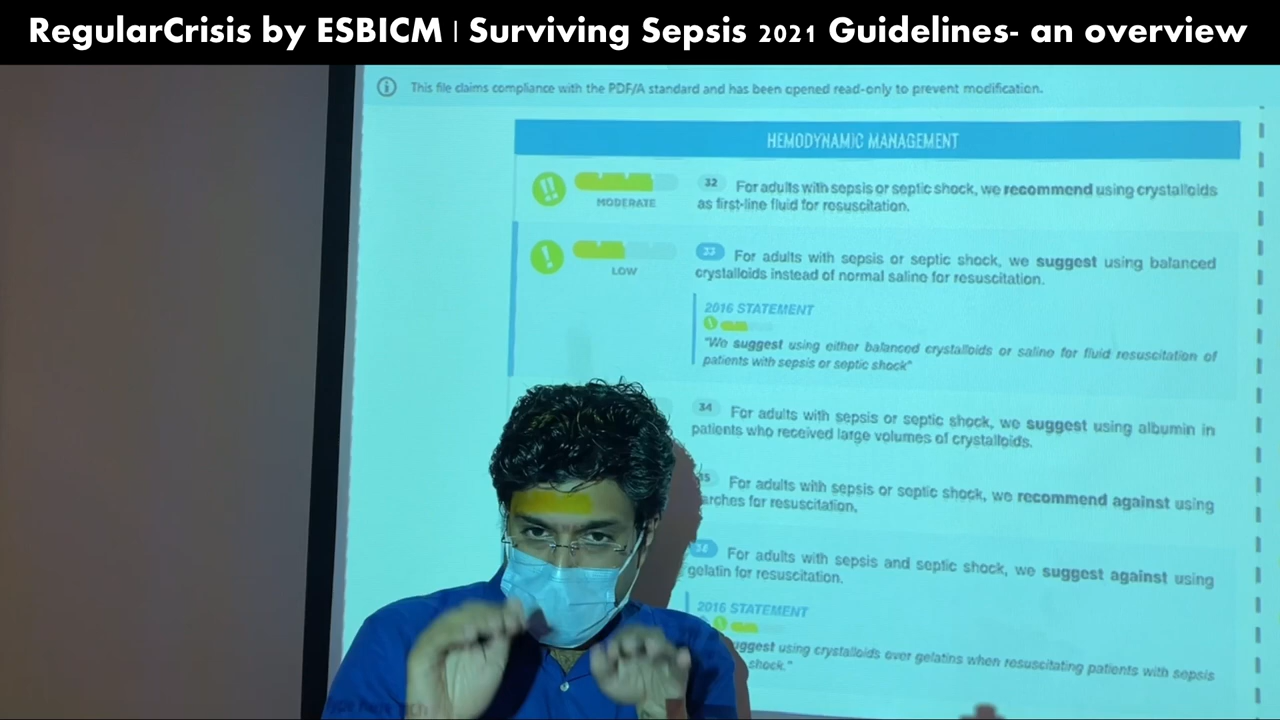 RegularCrisis by ESBICM | Surviving Sepsis 2021 Guidelines- an overview
This file claims compliance with the PDF/A standard and has been opened read-only to prevent modification.
HEMODYNAMIC MANAGEMENT
32 For adults with sepsis or septic shock, we recommend using crystalloids
as first-line fluid for resuscitation.
MODERATE
33 For adults with sepsis or septic shock, we suggest using balanced
crystalloids instead of normal saline for resuscitation.
LOW
2016 STATEMENT
"We suggest using either balanced crystalloids or saline for fluid resuscitation of
patients with sepsis or septic shock"
34 For adults with sepsis or septic shock, we suggest using albumin in
patients who received large volumes of crystalloids.
For adults with sepsis or septic shock, we recommend against using
for resuscitation.
36 For adults with sepsis and septic shock, we suggest against using
gelatin for resuscitation.
2016 STATEMENT
using crystalloids over gelatins when resuscitating patients with sepsis
shock."